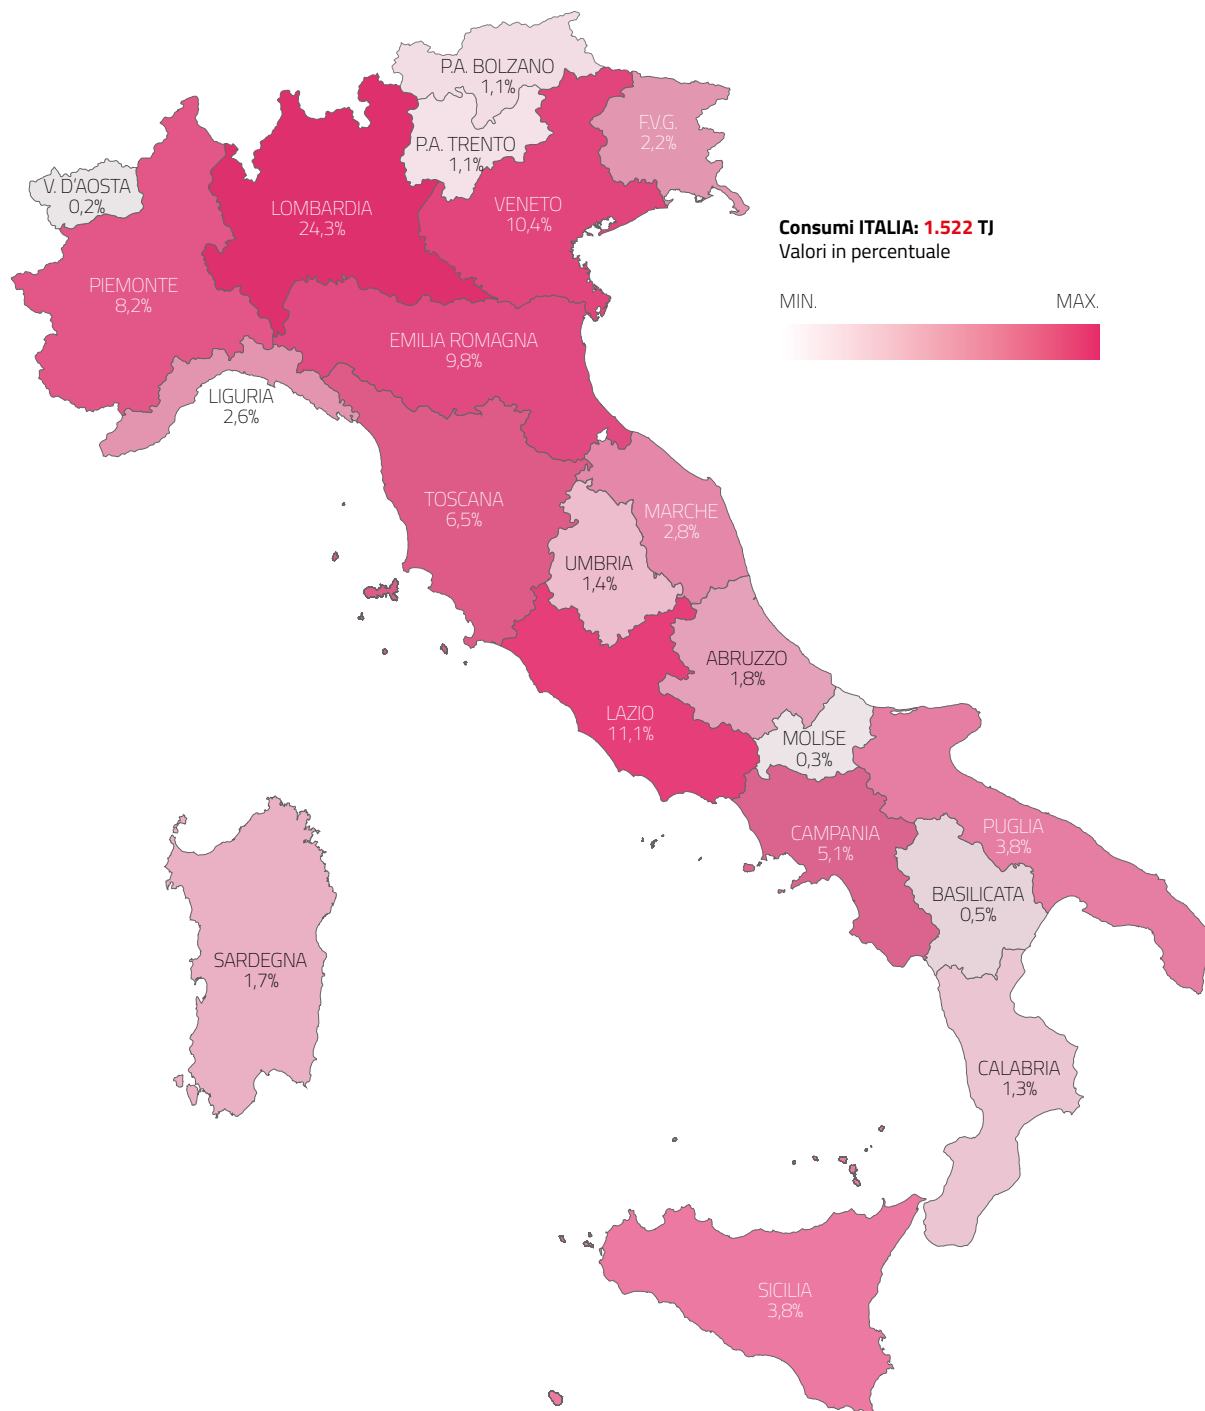 P.A. BOLZANO
1,1%
F.V.G.
2,2%
P.A. TRENTO
1,1%
V. D'AOSTA
0,2%
LOMBARDIA
24,3%
VENETO
10,4%
Consumi ITALIA: 1.522 TJ
Valori in percentuale
MIN. MAX.
PIEMONTE
8,2%
EMILIA ROMAGNA
9,8%
LIGURIA
2,6%
TOSCANA
6,5%
MARCHE
2,8%
UMBRIA
1,4%
ABRUZZO
1,8%
LAZIO
11,1%
MOLISE
0,3%
CAMPANIA
5,1%
PUGLIA
3,8%
BASILICATA
0,5%
SARDEGNA
1,7%
CALABRIA
1,3%
SICILIA
3,8%